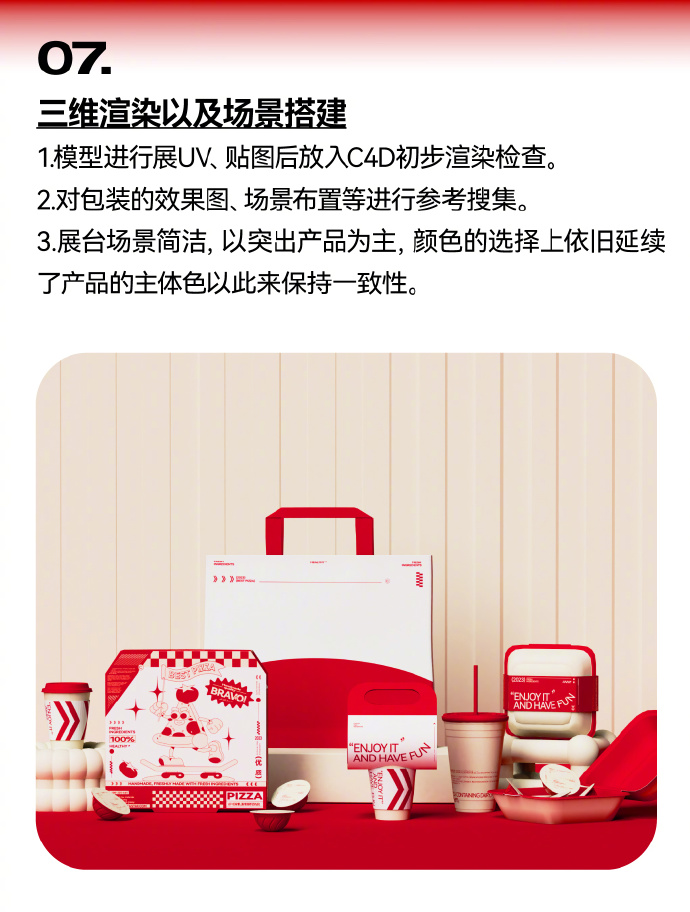 07.
三维渲染以及场景搭建
1.模型进行展UV、贴图后放入C4D初步渲染检查。
2.对包装的效果图、场景布置等进行参考搜集。
3.展台场景简洁, 以突出产品为主, 颜色的选择上依旧延续
了产品的主体色以此来保持一致性。
BEST PIZZA
BRAVO!
FRESH
INGREDIENTS
100%
HEALTHY
HANDMADE, FRESHLY MADE WITH FRESH INGREDIENTS
PIZZA
(优质)
"ENJOY IT"
AND HAVE FUN
(2023)
"ENJOY IT"
AND HAVE FUN